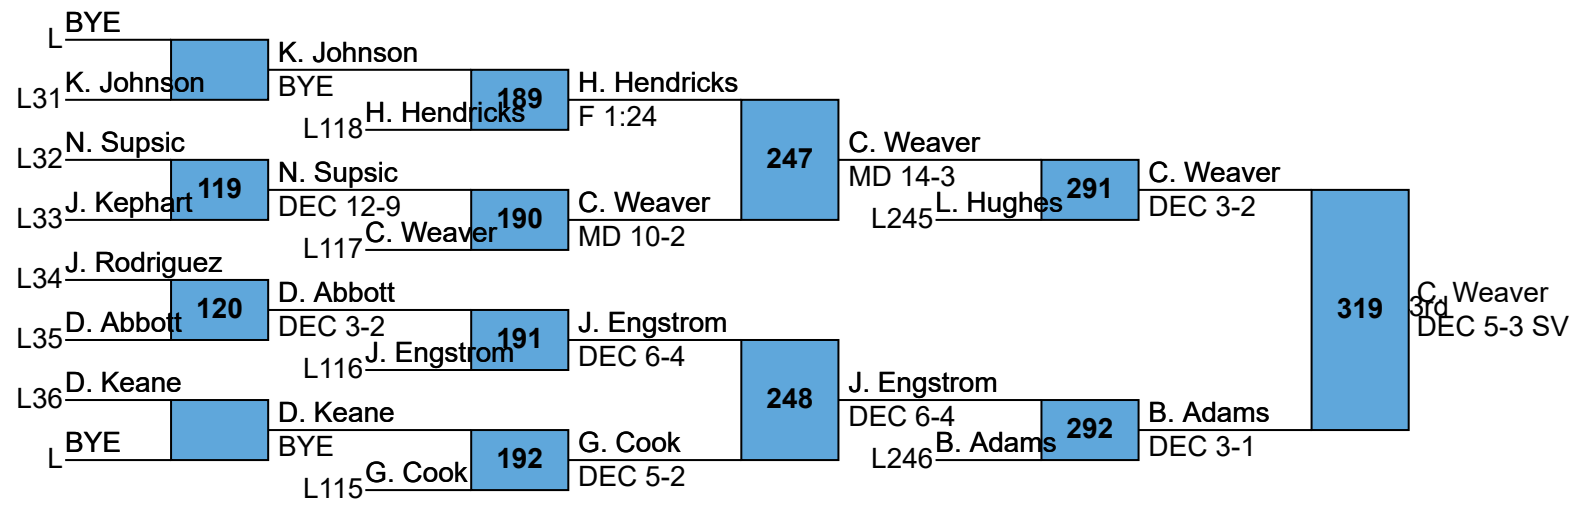 BYE
L
K. Johnson
L31
K. Johnson
BYE
189
H. Hendricks
L118
H. Hendricks
F 1:24
N. Supsic
L32
119
J. Kephart
L33
N. Supsic
DEC 12-9
190
C. Weaver
L117
C. Weaver
MD 10-2
247
C. Weaver
MD 14-3
291
L. Hughes
L245
C. Weaver
DEC 3-2
J. Rodriguez
L34
120
D. Abbott
L35
D. Abbott
DEC 3-2
191
J. Engstrom
L116
J. Engstrom
DEC 6-4
D. Keane
L36
BYE
L
D. Keane
BYE
192
G. Cook
L115
G. Cook
DEC 5-2
248
J. Engstrom
DEC 6-4
292
B. Adams
L246
B. Adams
DEC 3-1
319
C. Weaver
3rd
DEC 5-3 SV